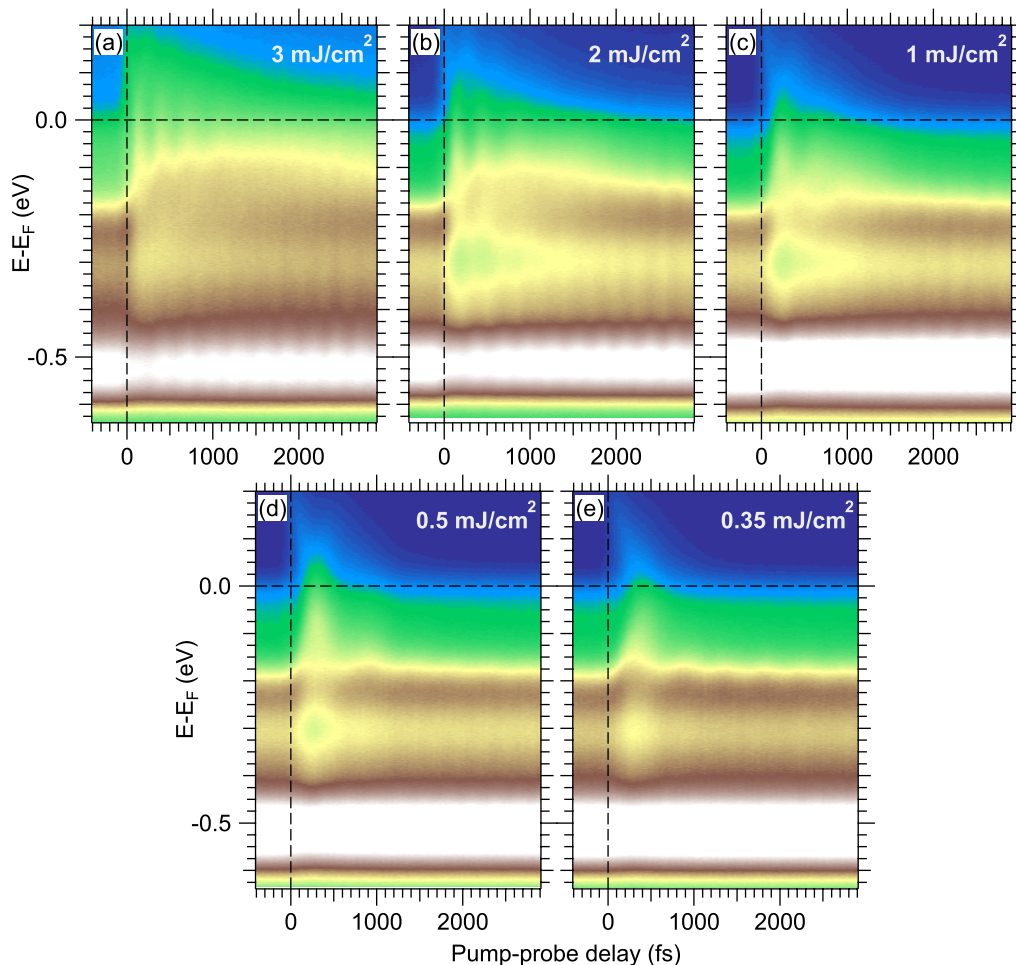 (a) 3 mJ/cm² (b) 2 mJ/cm² (c) 1 mJ/cm²
0.0
E-E_F (eV)
-0.5
0 1000 2000 0 1000 2000 0 1000 2000
(d) 0.5 mJ/cm² (e) 0.35 mJ/cm²
0.0
E-E_F (eV)
-0.5
0 1000 2000 0 1000 2000
Pump-probe delay (fs)